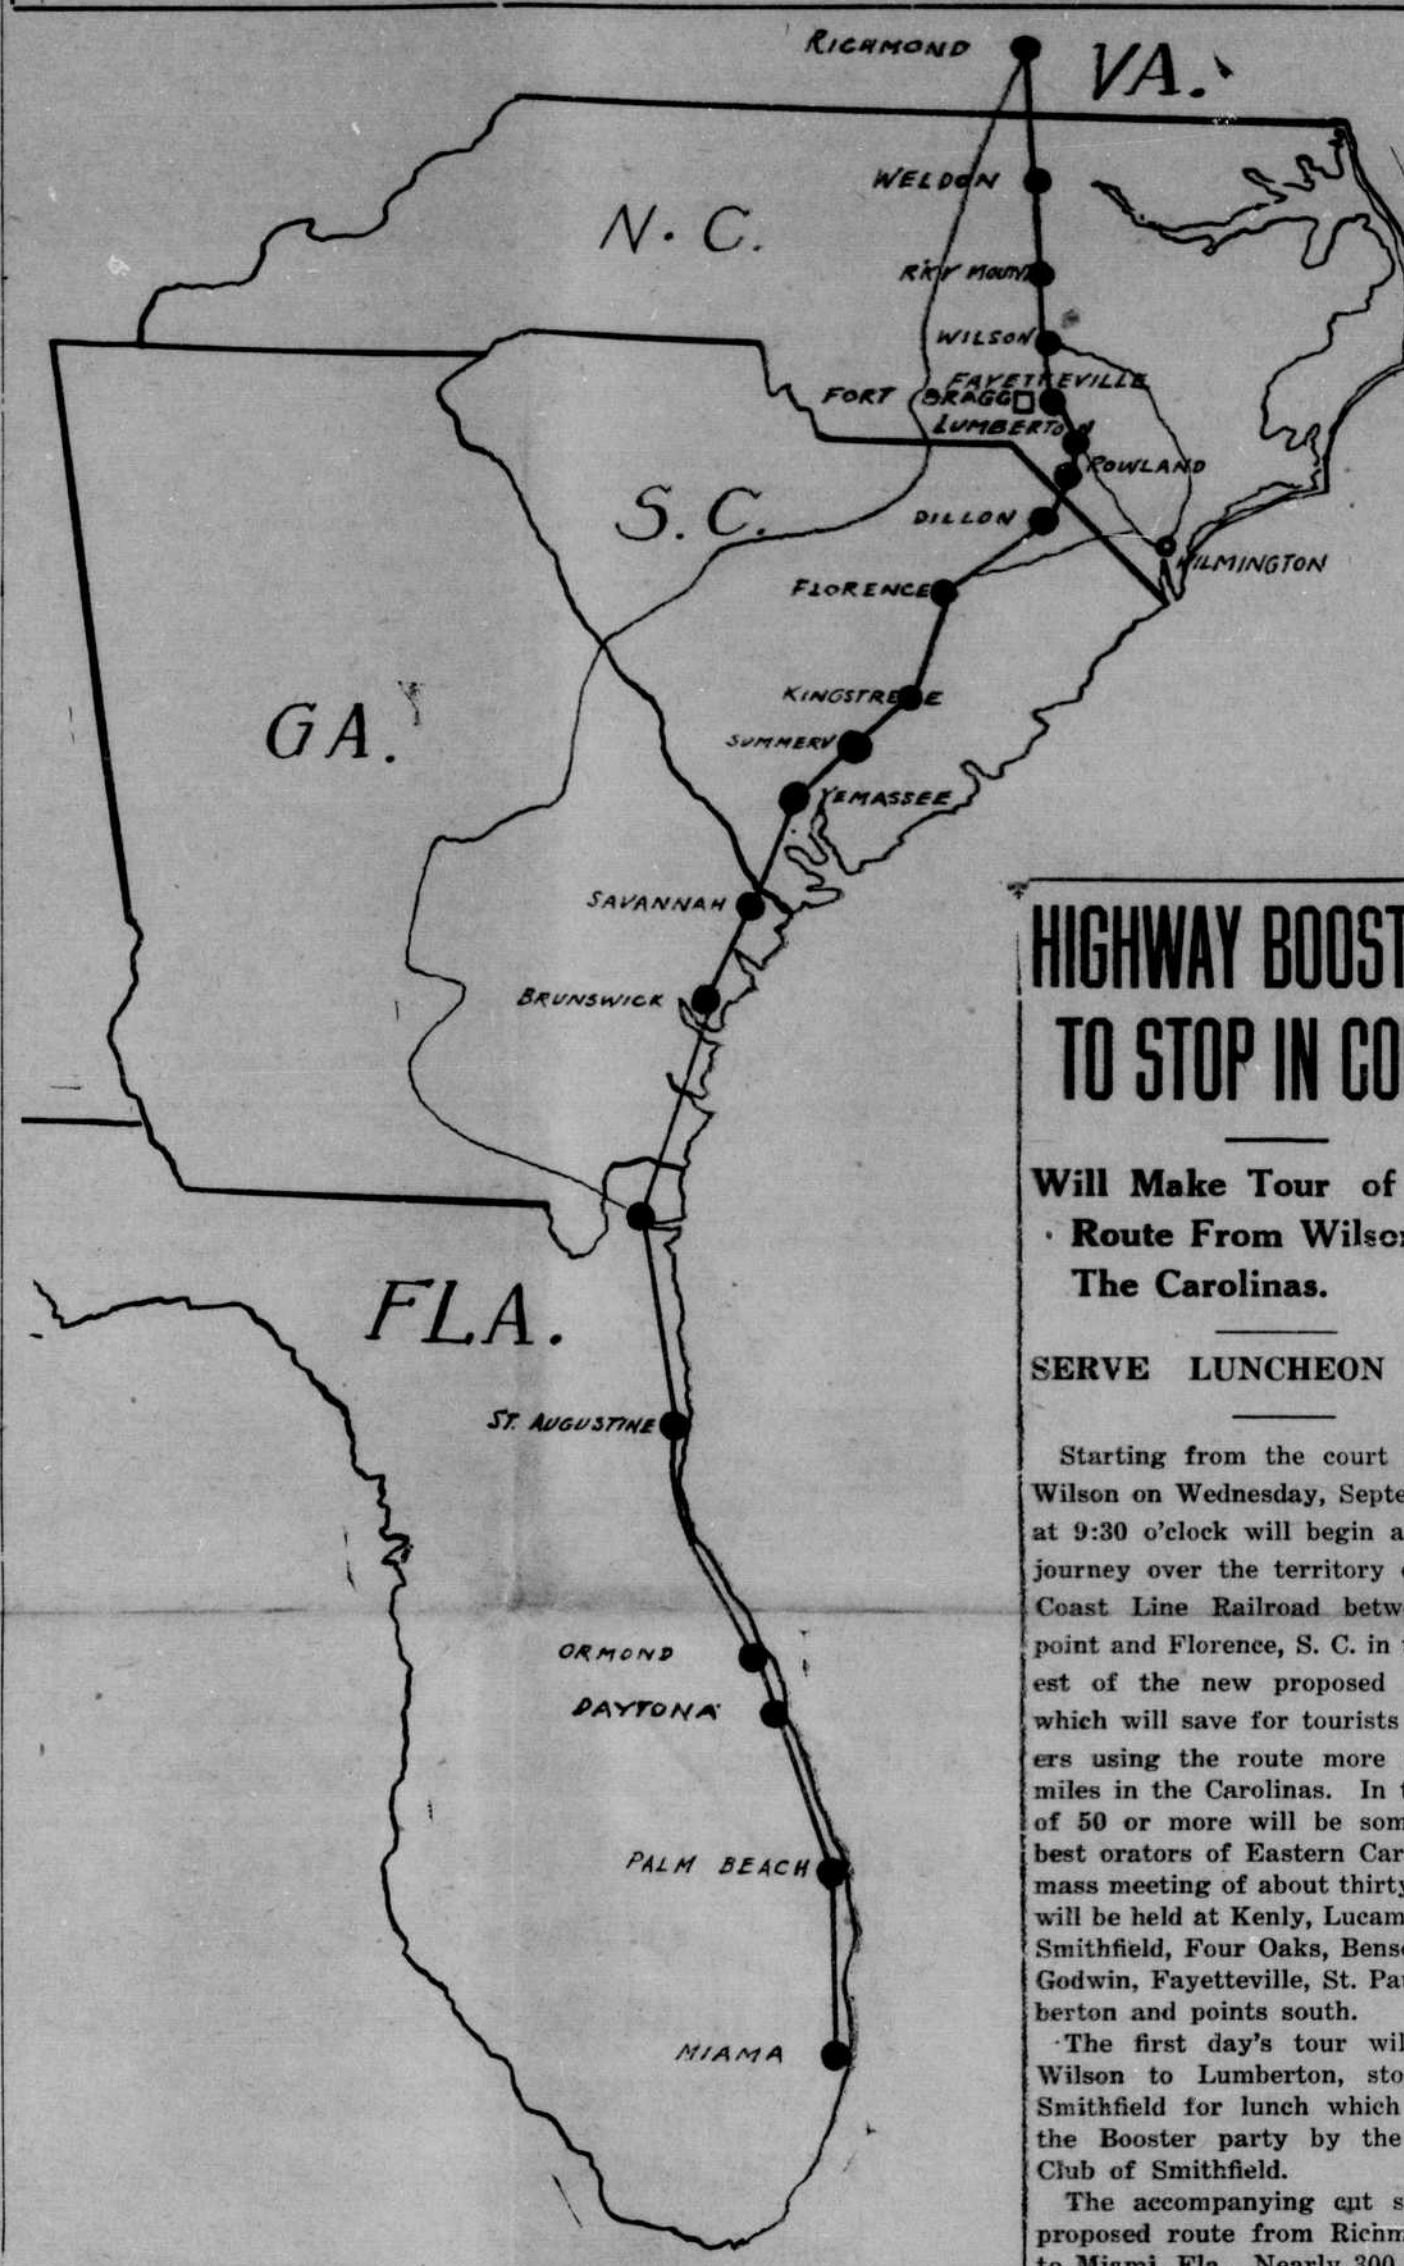 RICHMOND
VA.
WELDON
N. C.
R'KY MOUNT
WILSON
FAYETTEVILLE
FORT BRAGG
LUMBERTON
ROWLAND
S. C.
DILLON
WILMINGTON
FLORENCE
KINGSTREE
GA.
SUMMERV
YEMASSEE
SAVANNAH
BRUNSWICK
FLA.
ST. AUGUSTINE
ORMOND
DAYTONA
PALM BEACH
MIAMA
HIGHWAY BOOST
TO STOP IN CO
Will Make Tour of
Route From Wilso
The Carolinas.
SERVE LUNCHEON
Starting from the court
Wilson on Wednesday, Septe
at 9:30 o'clock will begin a
journey over the territory
Coast Line Railroad betw
point and Florence, S. C. in
est of the new proposed
which will save for tourists
ers using the route more
miles in the Carolinas. In
of 50 or more will be som
best orators of Eastern Car
mass meeting of about thirty
will be held at Kenly, Lucam
Smithfield, Four Oaks, Bens
Godwin, Fayetteville, St. Pa
berton and points south.
The first day's tour wil
Wilson to Lumberton, sto
Smithfield for lunch which
the Booster party by the
Club of Smithfield.
The accompanying cut s
proposed route from Richm
to Miami, Fla. Nearly 300